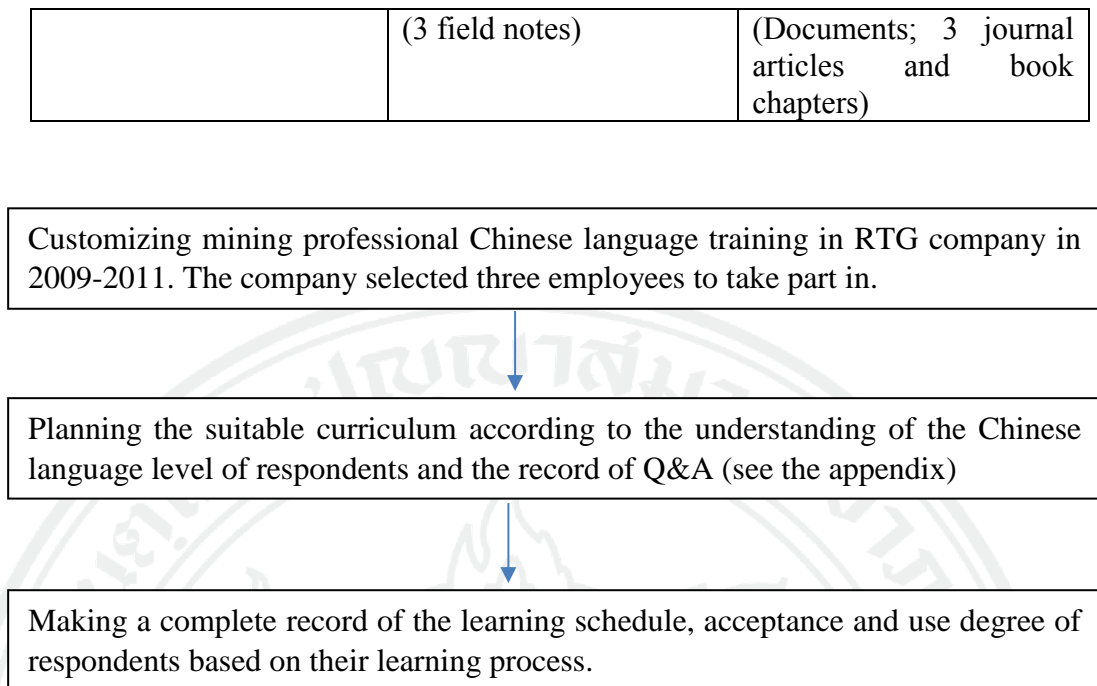 (3 field notes)
(Documents; 3 journal
articles and book
chapters)
Customizing mining professional Chinese language training in RTG company in
2009-2011. The company selected three employees to take part in.
Planning the suitable curriculum according to the understanding of the Chinese
language level of respondents and the record of Q&A (see the appendix)
Making a complete record of the learning schedule, acceptance and use degree of
respondents based on their learning process.